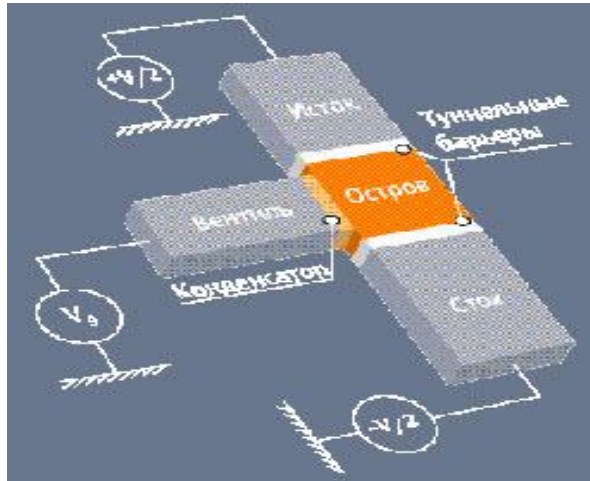 +V/2
Исток
Туннельные
барьеры
Остров
Вентиль
Конденсатор
Сток
Vg
-V/2